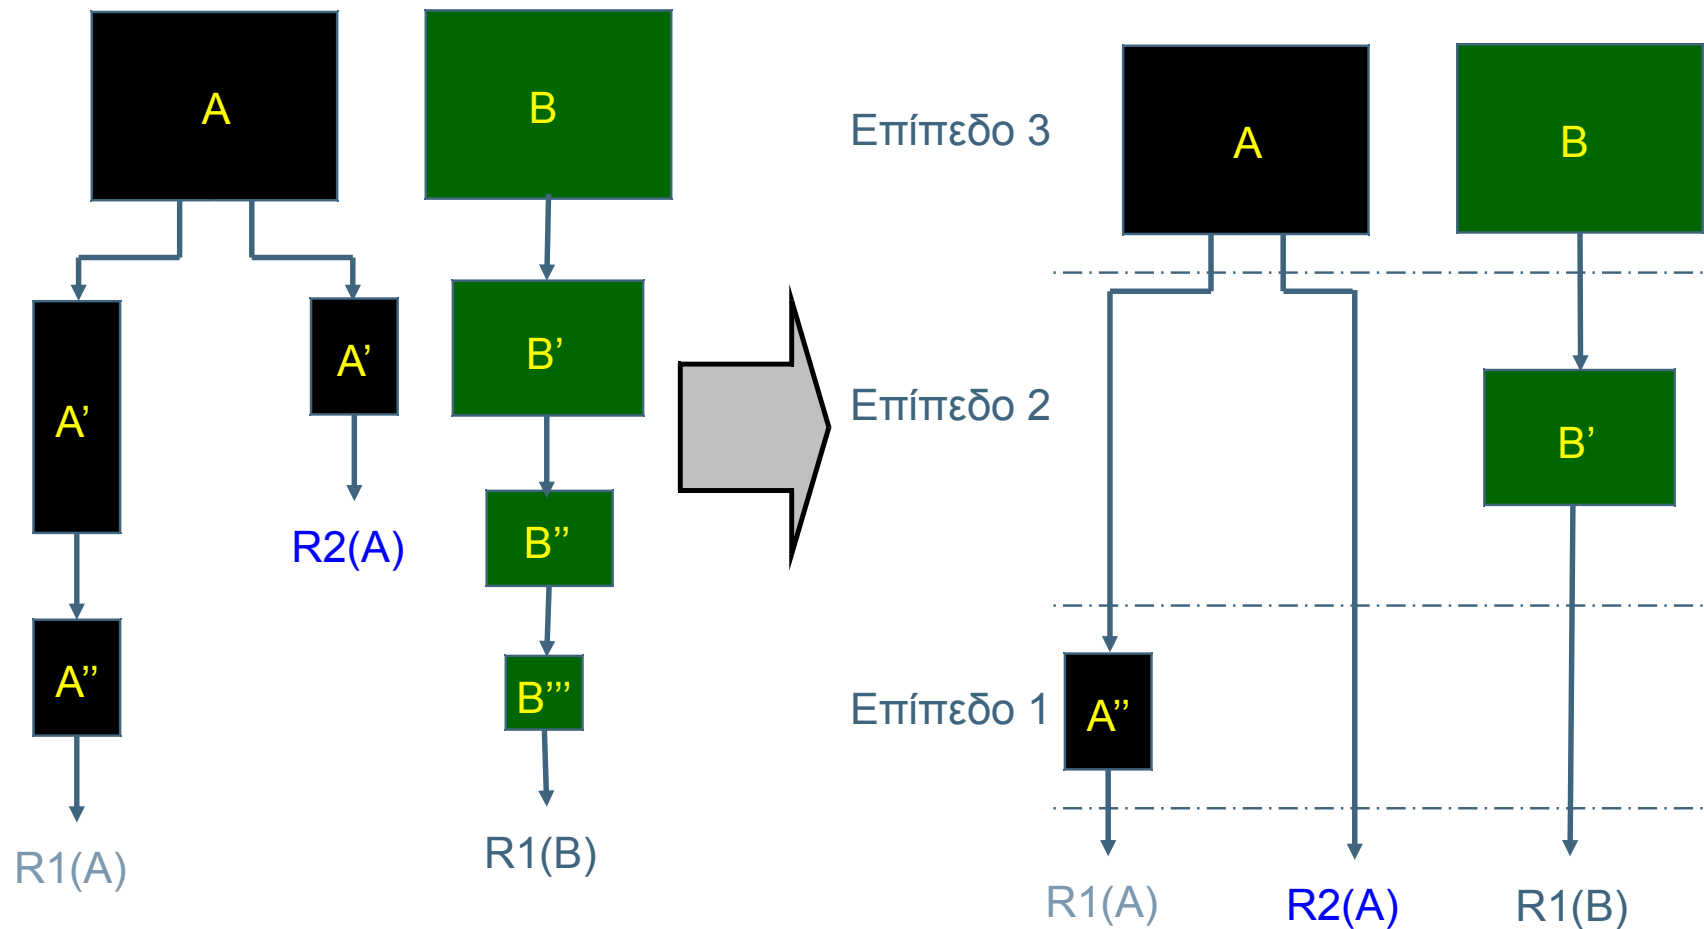 A
B
A'
A'
B'
R2(A)
B''
A''
B'''
R1(A)
R1(B)
Επίπεδο 3
A
B
Επίπεδο 2
B'
Επίπεδο 1
A''
R1(A)
R2(A)
R1(B)